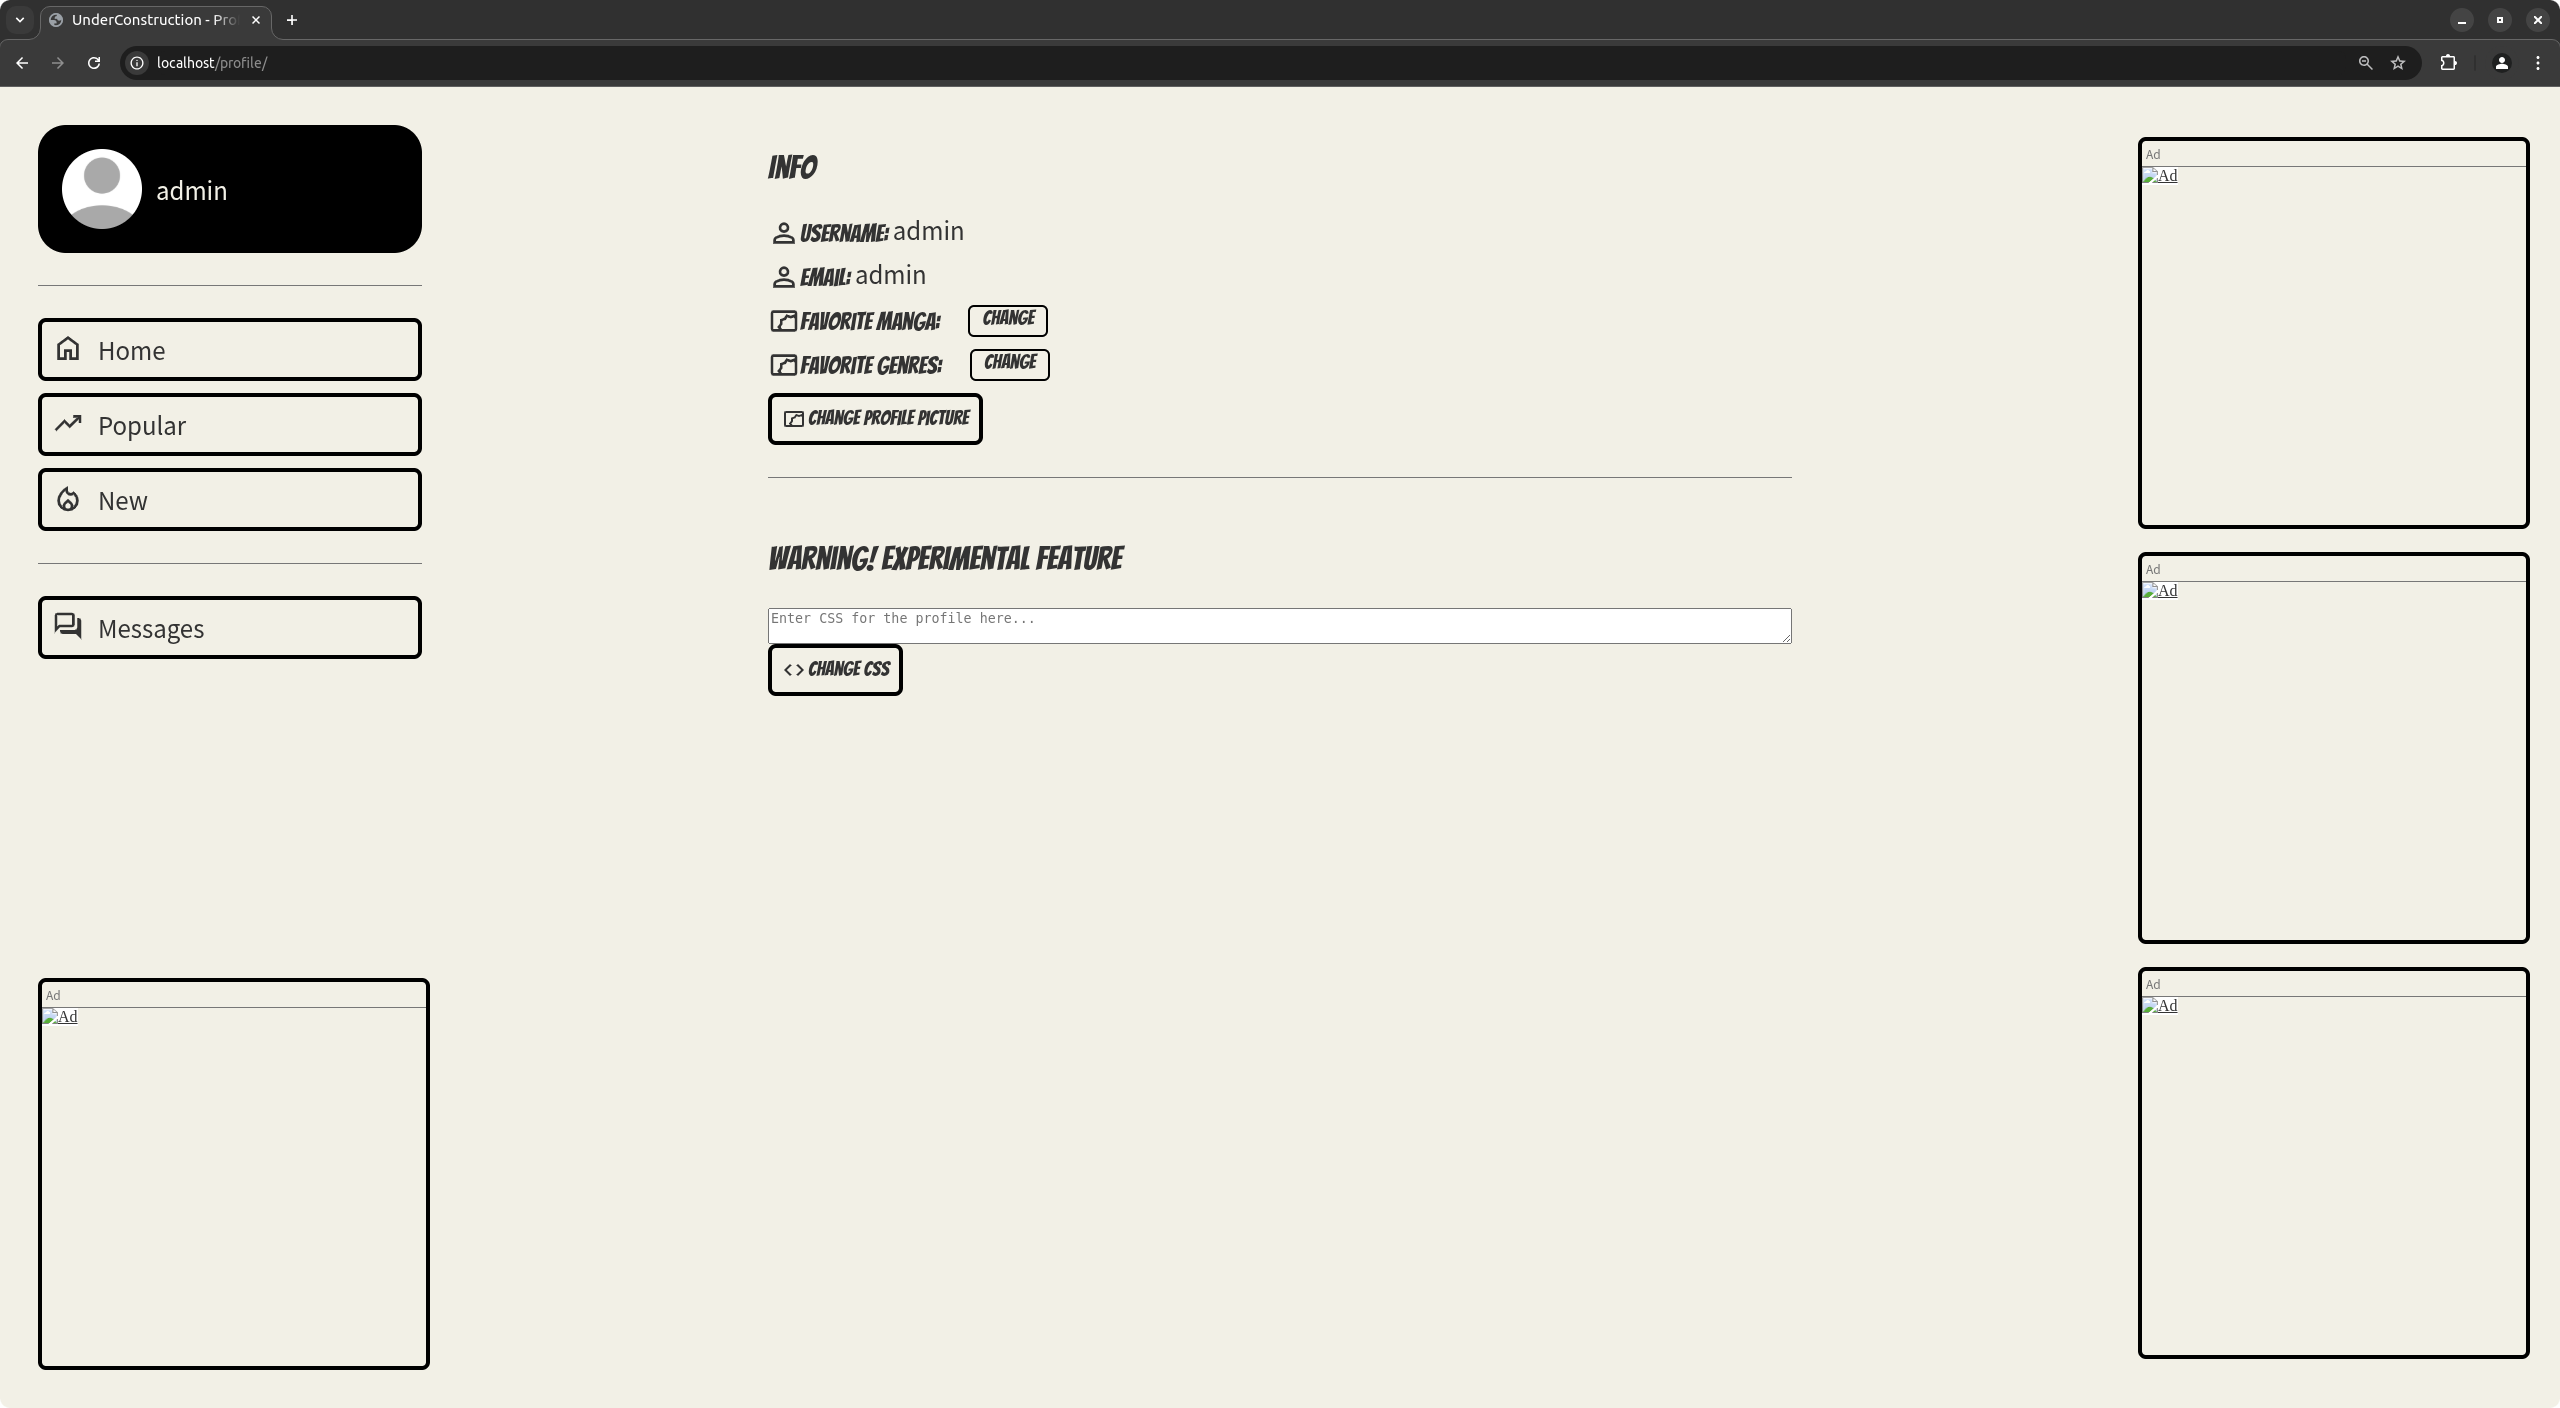 UnderConstruction - Pro
localhost/profile/
admin
Home
Popular
New
Messages
Ad
Ad
INFO
USERNAME: admin
EMAIL: admin
FAVORITE MANGA: CHANGE
FAVORITE GENRES: CHANGE
CHANGE PROFILE PICTURE
WARNING! EXPERIMENTAL FEATURE
Enter CSS for the profile here...
CHANGE CSS
Ad
Ad
Ad
Ad
Ad
Ad